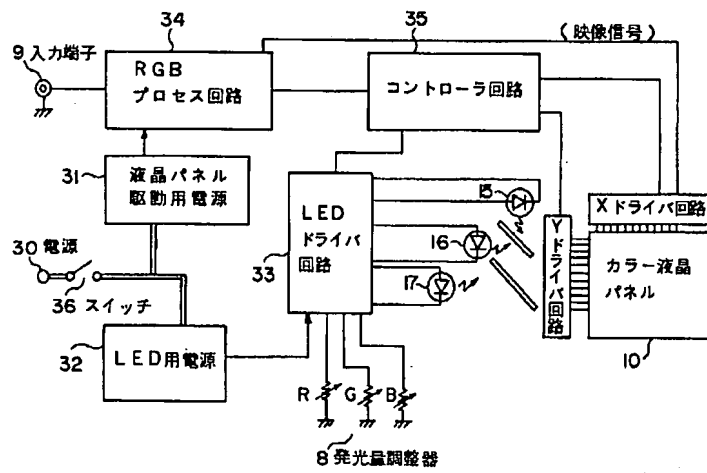 34
35
(映像信号)
9 入力端子
RGB
プロセス回路
コントローラ回路
31
液晶パネル
駆動用電源
15
LED
ドライバ
回路
16
Xドライバ回路
30 電源
33
17
Yドライバ回路
カラー液晶
パネル
36 スイッチ
32
LED用電源
10
R
G
B
8 発光量調整器